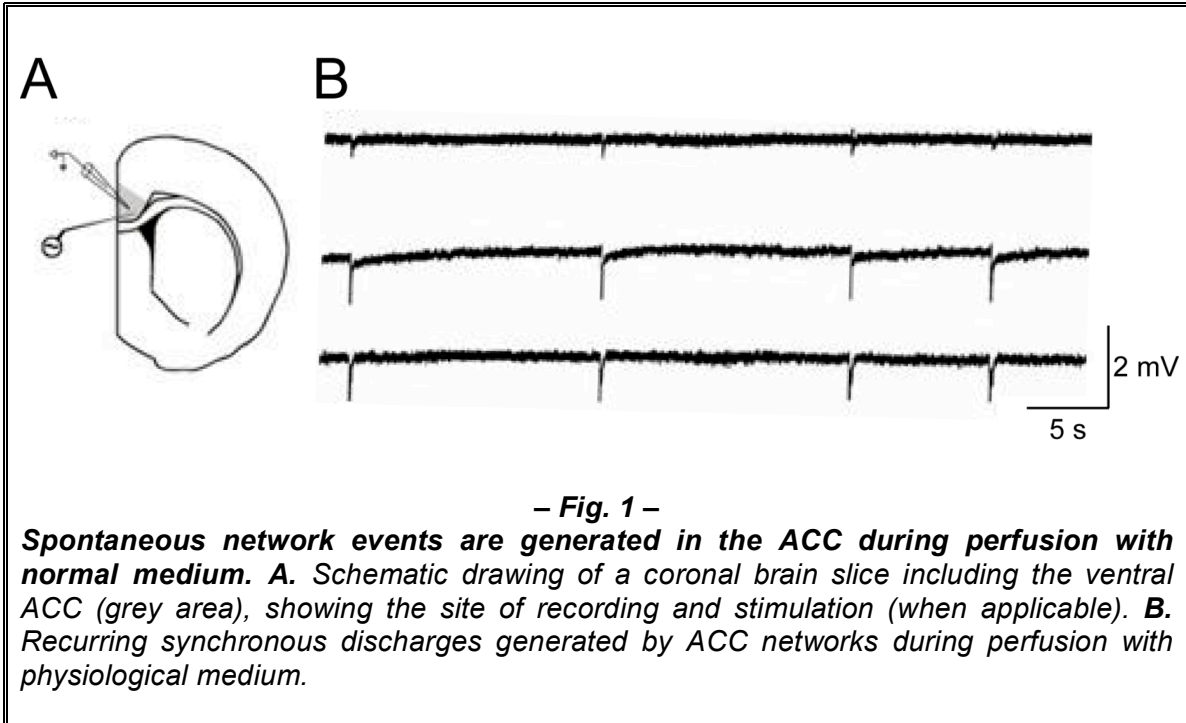 A
B
2 mV
5 s
– Fig. 1 –
Spontaneous network events are generated in the ACC during perfusion with
normal medium. A. Schematic drawing of a coronal brain slice including the ventral
ACC (grey area), showing the site of recording and stimulation (when applicable). B.
Recurring synchronous discharges generated by ACC networks during perfusion with
physiological medium.